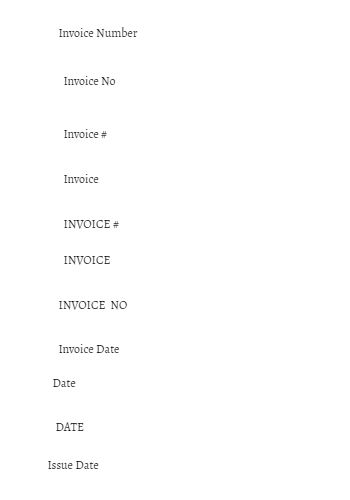 Invoice Number
Invoice No
Invoice #
Invoice
INVOICE #
INVOICE
INVOICE NO
Invoice Date
Date
DATE
Issue Date